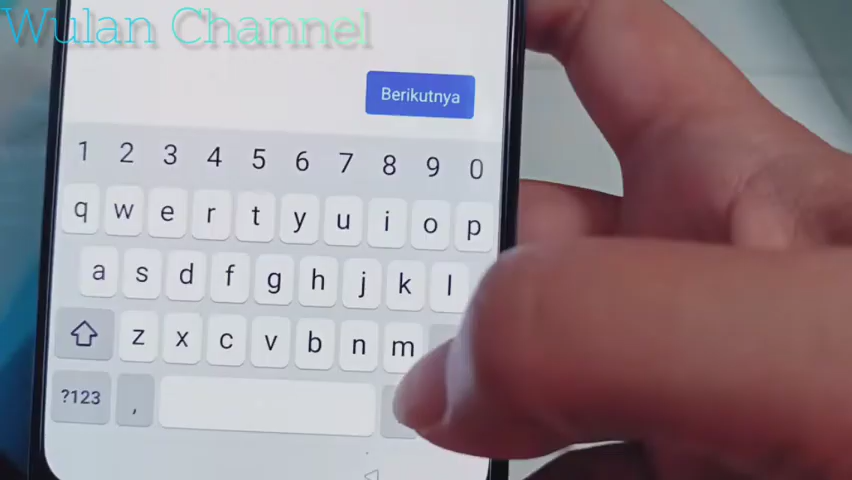 Wulan Channel
Berikutnya
1 2 3 4 5 6 7 8 9 0
q w e r t y u i o p
a s d f g h j k l
z x c v b n m
?123 ,